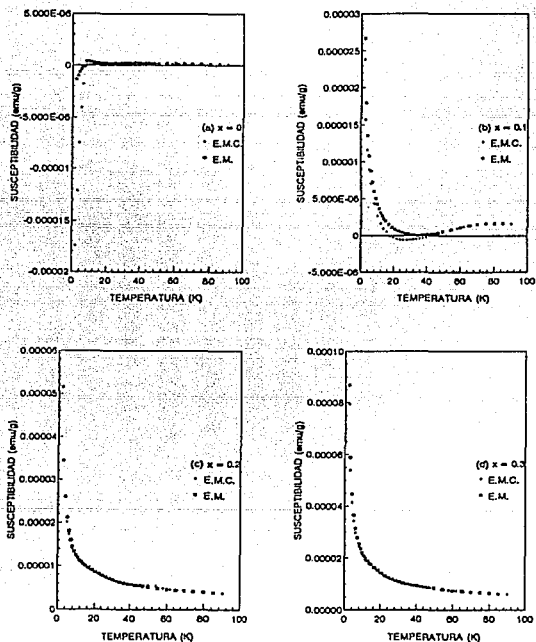 5.000E-06
0
-5.000E-06
-0.00001
-0.000015
-0.00002
SUSCEPTIBILIDAD (emu/g)
(a) x = 0
E.M.C.
E.M.
0 20 40 60 80 100
TEMPERATURA (K)
0.00003
0.000025
0.00002
0.000015
0.00001
5.000E-06
0
-5.000E-06
SUSCEPTIBILIDAD (emu/g)
(b) x = 0.1
E.M.C.
E.M.
0 20 40 60 80 100
TEMPERATURA (K)
0.00005
0.00005
0.00004
0.00003
0.00002
0.00001
0
SUSCEPTIBILIDAD (emu/g)
(c) x = 0.2
E.M.C.
E.M.
0 20 40 60 80 100
TEMPERATURA (K)
0.00010
0.00008
0.00006
0.00004
0.00002
0.00000
SUSCEPTIBILIDAD (emu/g)
(d) x = 0.3
E.M.C.
E.M.
0 20 40 60 80 100
TEMPERATURA (K)